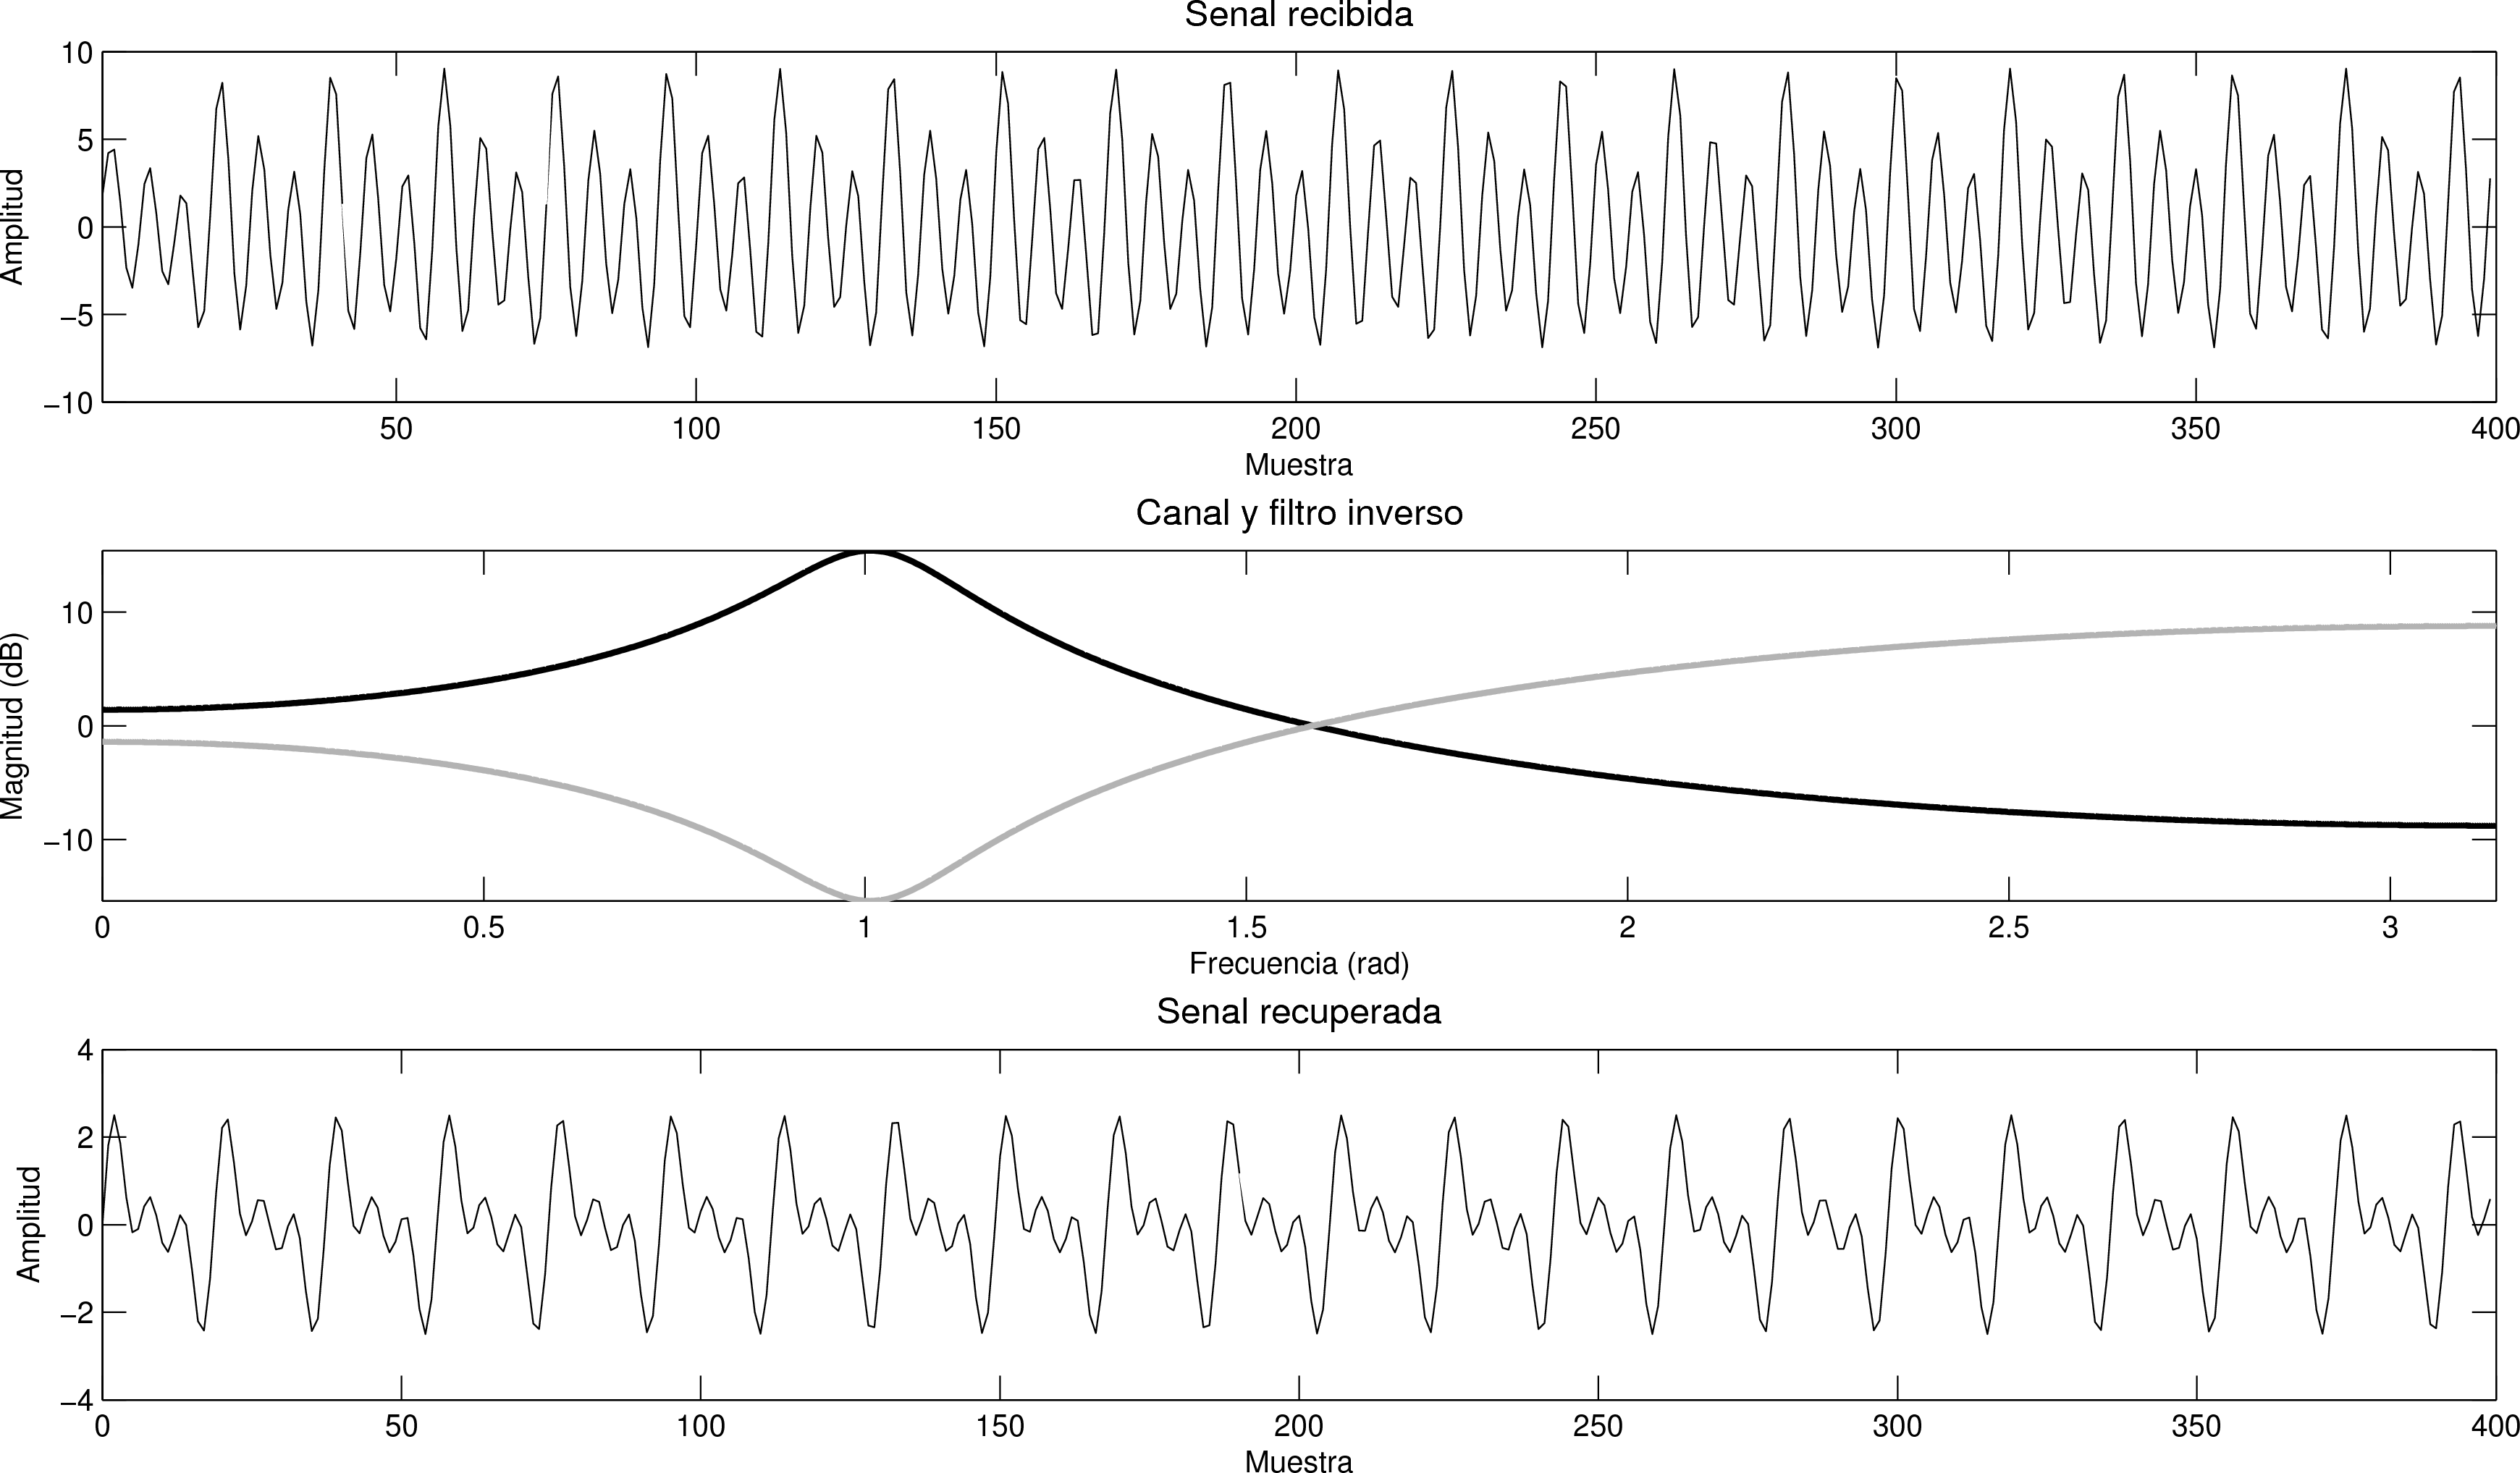 Senal recibida
10
5
0
−5
−10
Amplitud
50 100 150 200 250 300 350 400
Muestra
Canal y filtro inverso
10
0
−10
Magnitud (dB)
0 0.5 1 1.5 2 2.5 3
Frecuencia (rad)
Senal recuperada
4
2
0
−2
−4
Amplitud
0 50 100 150 200 250 300 350 400
Muestra